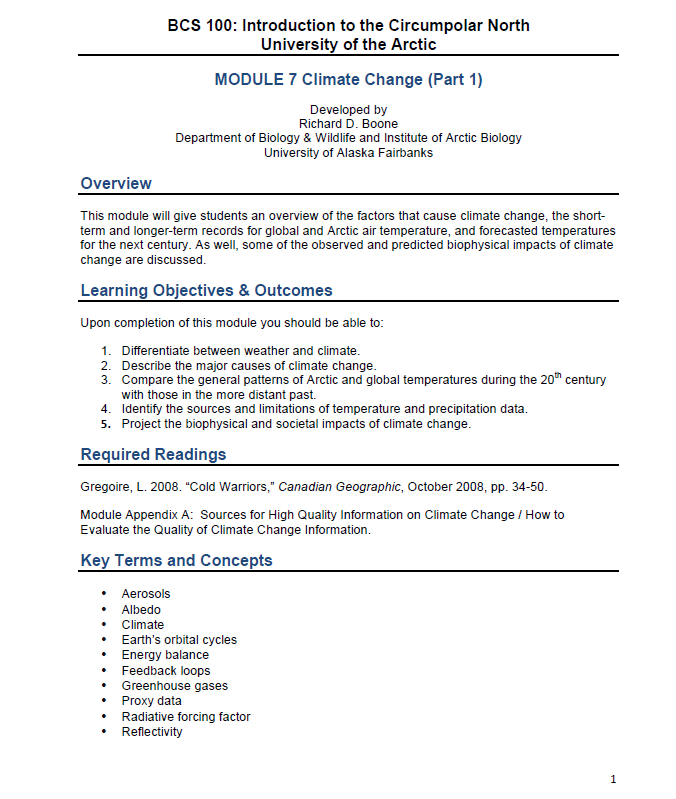 BCS 100: Introduction to the Circumpolar North
University of the Arctic
MODULE 7 Climate Change (Part 1)
Developed by
Richard D. Boone
Department of Biology & Wildlife and Institute of Arctic Biology
University of Alaska Fairbanks
Overview
This module will give students an overview of the factors that cause climate change, the short-
term and longer-term records for global and Arctic air temperature, and forecasted temperatures
for the next century. As well, some of the observed and predicted biophysical impacts of climate
change are discussed.
Learning Objectives & Outcomes
Upon completion of this module you should be able to:
1. Differentiate between weather and climate.
2. Describe the major causes of climate change.
3. Compare the general patterns of Arctic and global temperatures during the 20th century
with those in the more distant past.
4. Identify the sources and limitations of temperature and precipitation data.
5. Project the biophysical and societal impacts of climate change.
Required Readings
Gregoire, L. 2008. “Cold Warriors,” Canadian Geographic, October 2008, pp. 34-50.
Module Appendix A:  Sources for High Quality Information on Climate Change / How to
Evaluate the Quality of Climate Change Information.
Key Terms and Concepts
• Aerosols
• Albedo
• Climate
• Earth's orbital cycles
• Energy balance
• Feedback loops
• Greenhouse gases
• Proxy data
• Radiative forcing factor
• Reflectivity
1